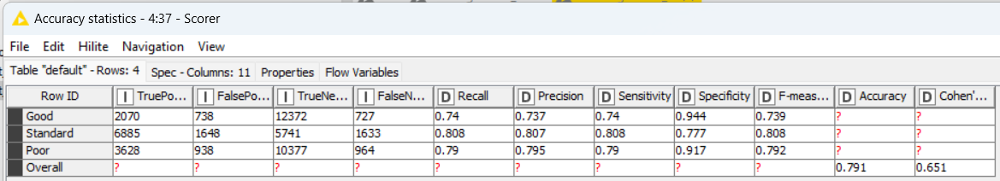 Accuracy statistics - 4:37 - Scorer
File Edit Hilite Navigation View
Table "default" - Rows: 4 Spec - Columns: 11 Properties Flow Variables
Row ID I TruePo... I FalsePo... I TrueNe... I FalseN... D Recall D Precision D Sensitivity D Specificity D F-meas... D Accuracy D Cohen'...
Good 2070 738 12372 727 0.74 0.737 0.74 0.944 0.739 ? ?
Standard 6885 1648 5741 1633 0.808 0.807 0.808 0.777 0.808 ? ?
Poor 3628 938 10377 964 0.79 0.795 0.79 0.917 0.792 ? ?
Overall ? ? ? ? ? ? ? ? ? 0.791 0.651